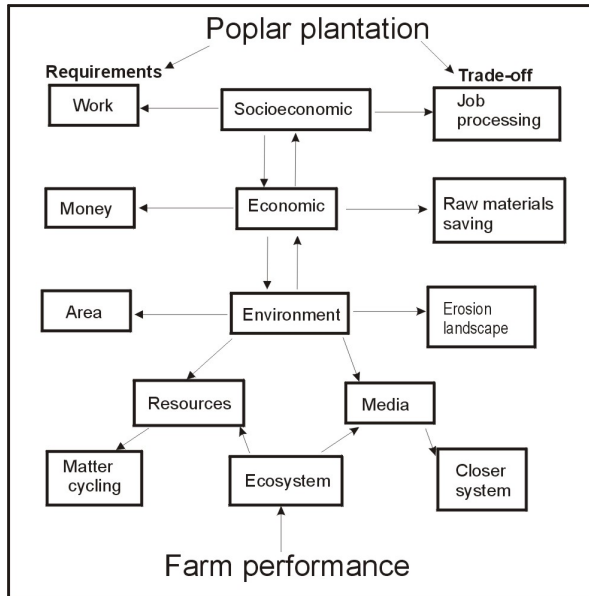 Poplar plantation
Requirements
Trade-off
Work
Socioeconomic
Job
processing
Money
Economic
Raw materials
saving
Area
Environment
Erosion
landscape
Resources
Media
Matter
cycling
Ecosystem
Closer
system
Farm performance